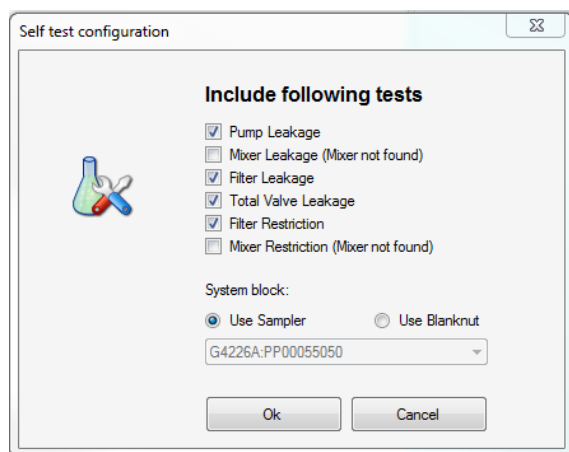 Self test configuration
Include following tests
Pump Leakage
Mixer Leakage (Mixer not found)
Filter Leakage
Total Valve Leakage
Filter Restriction
Mixer Restriction (Mixer not found)
System block:
Use Sampler Use Blanknut
G4226A:PP00055050
Ok Cancel